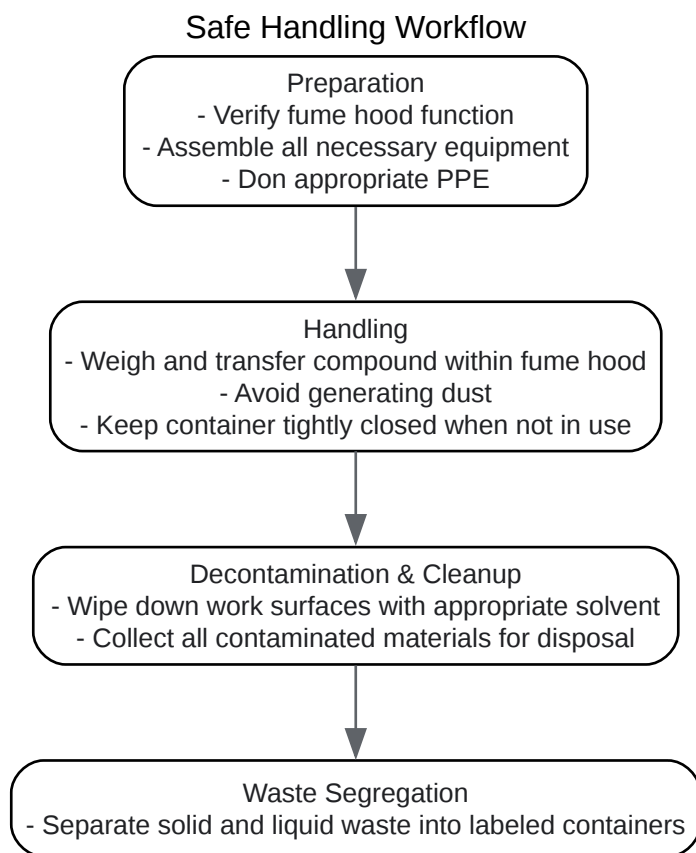 Safe Handling Workflow
Preparation
- Verify fume hood function
- Assemble all necessary equipment
- Don appropriate PPE
Handling
- Weigh and transfer compound within fume hood
- Avoid generating dust
- Keep container tightly closed when not in use
Decontamination & Cleanup
- Wipe down work surfaces with appropriate solvent
- Collect all contaminated materials for disposal
Waste Segregation
- Separate solid and liquid waste into labeled containers